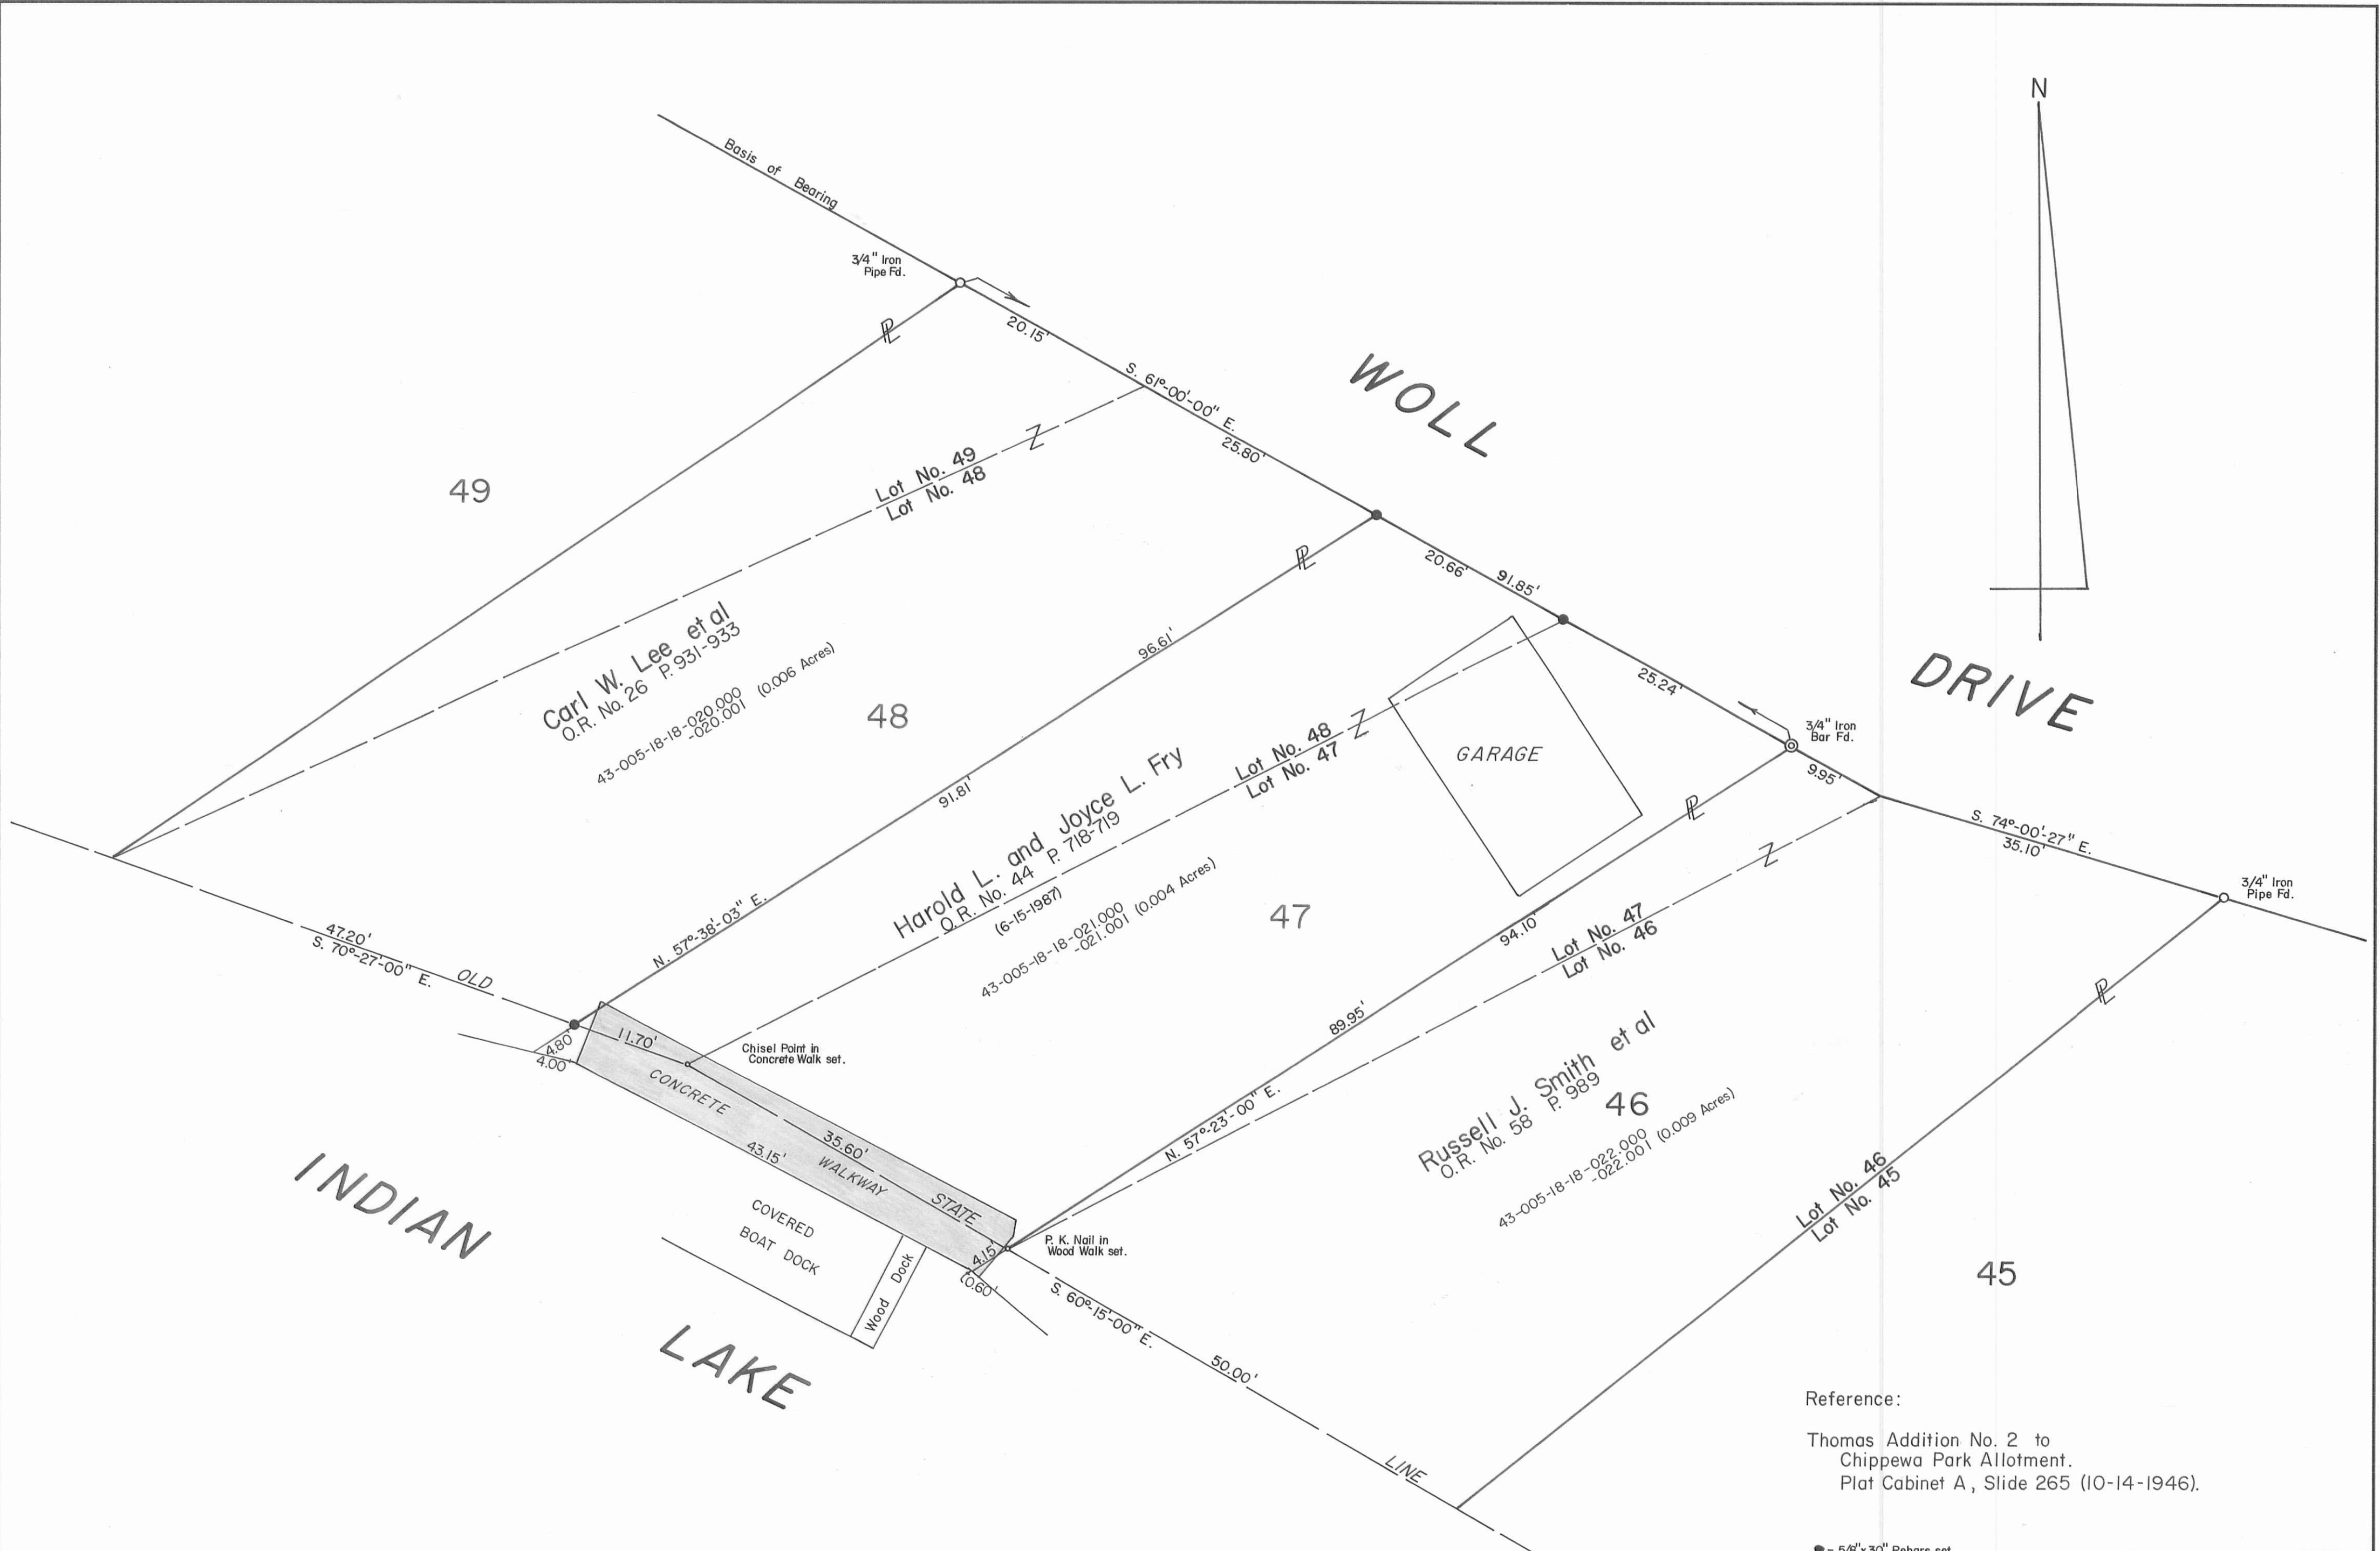 N
Basis of Bearing
3/4" Iron
Pipe Fd.
20.15'
S. 61°-00'-00" E.
25.80'
WOLL
DRIVE
20.66'
91.85'
25.24'
3/4" Iron
Bar Fd.
9.95'
S. 74°-00'-27" E.
35.10'
3/4" Iron
Pipe Fd.
49
Lot No. 49
Lot No. 48
Carl W. Lee et al
O.R. No. 26 P. 931-933
43-005-18-18-020.000
-020.001 (0.006 Acres)
48
96.61'
91.81'
N. 57°-38'-03" E.
Harold L. and Joyce L. Fry
O.R. No. 44 P. 718-719
(6-15-1987)
43-005-18-18-021.000
-021.001 (0.004 Acres)
Lot No. 48
Lot No. 47
GARAGE
47
94.10'
89.95'
N. 57°-23'-00" E.
Lot No. 47
Lot No. 46
Russell J. Smith et al
O.R. No. 58 P. 989
46
43-005-18-18-022.000
-022.001 (0.009 Acres)
Lot No. 46
Lot No. 45
45
47.20'
S. 70°-27'-00" E.
OLD
4.80'
4.00'
11.70'
Chisel Point in
Concrete Walk set.
CONCRETE
WALKWAY
35.60'
43.15'
STATE
4.15'
0.60'
P. K. Nail in
Wood Walk set.
COVERED
BOAT DOCK
Wood Dock
S. 60°-15'-00" E.
50.00'
LINE
INDIAN
LAKE
Reference:
Thomas Addition No. 2 to
Chippewa Park Allotment.
Plat Cabinet A, Slide 265 (10-14-1946).
= 5/8" x 30" Rebars set